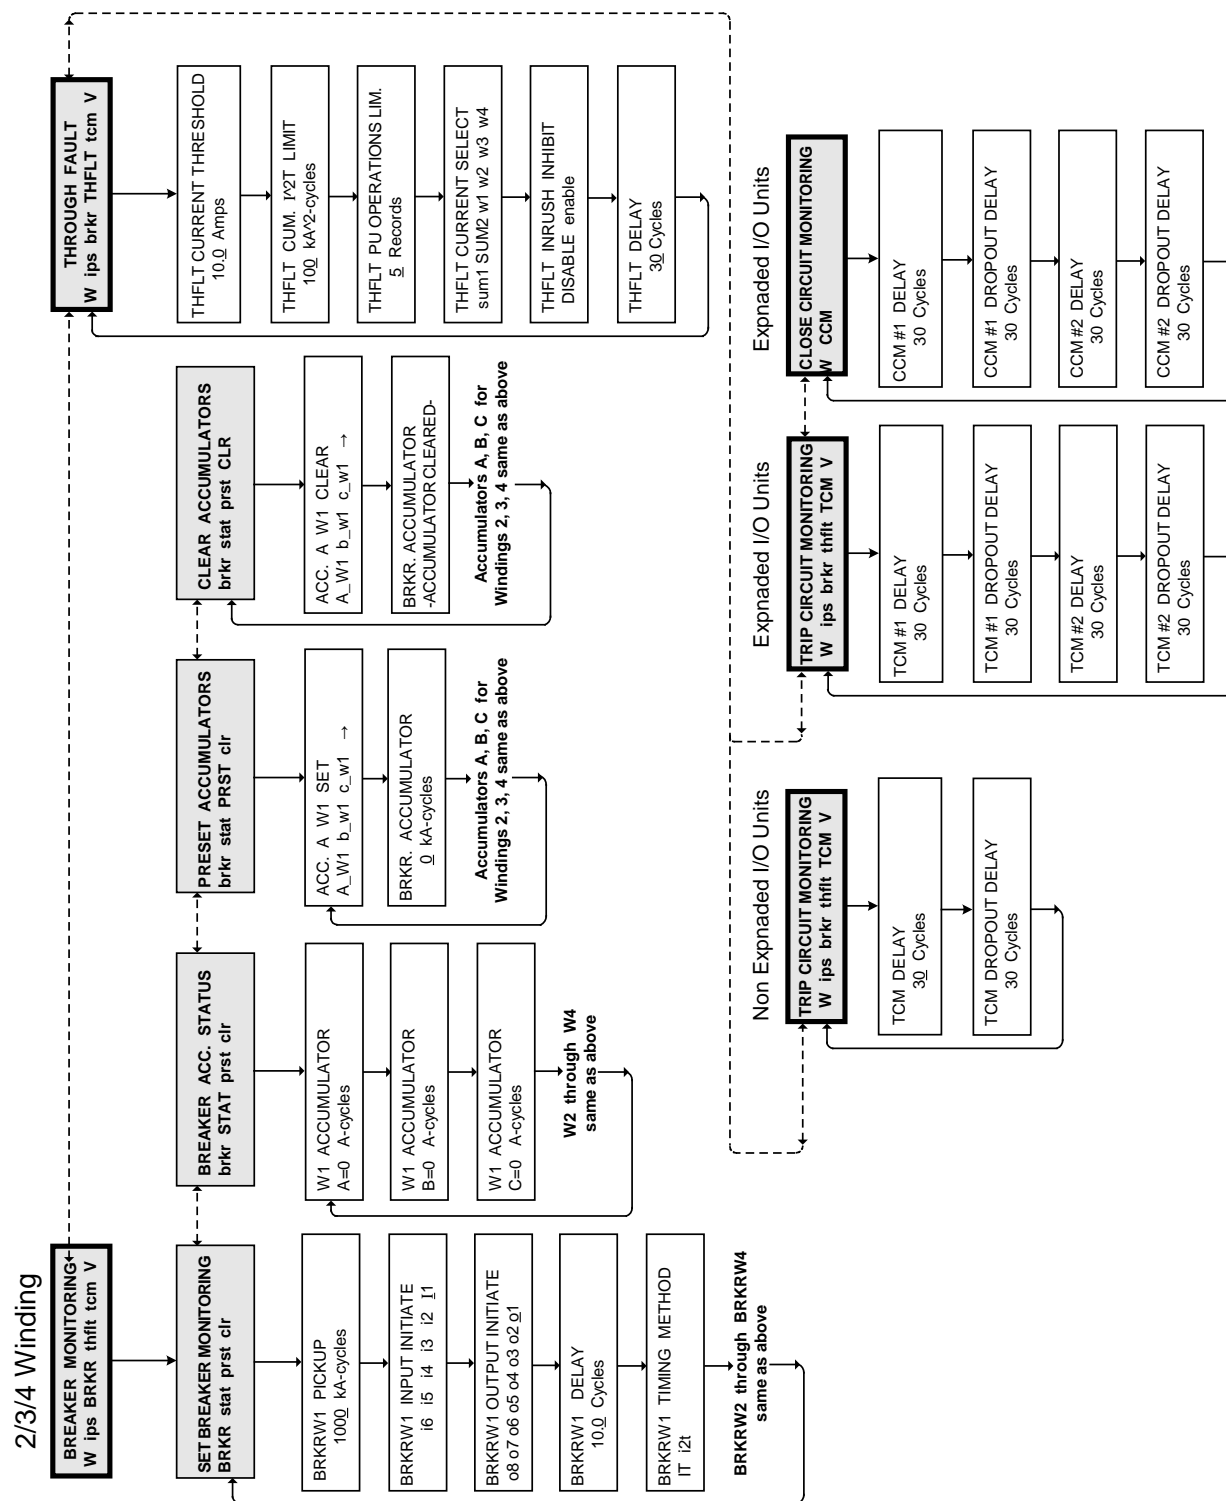 2/3/4 Winding
BREAKER MONITORING
W ips BRKR thflt tcm V
SET BREAKER MONITORING
BRKR stat prst clr
BRKRW1 PICKUP
1000 kA-cycles
BRKRW1 INPUT INITIATE
i6 i5 i4 i3 i2 I1
BRKRW1 OUTPUT INITIATE
o8 o7 o6 o5 o4 o3 o2 o1
BRKRW1 DELAY
10.0 Cycles
BRKRW1 TIMING METHOD
IT i2t
BRKRW2 through BRKRW4
same as above
BREAKER ACC. STATUS
brkr STAT prst clr
W1 ACCUMULATOR
A=0 A-cycles
W1 ACCUMULATOR
B=0 A-cycles
W1 ACCUMULATOR
C=0 A-cycles
W2 through W4
same as above
PRESET ACCUMULATORS
brkr stat PRST clr
ACC. A W1 SET
A_W1 b_w1 c_w1 →
BRKR. ACCUMULATOR
0 kA-cycles
Accumulators A, B, C for
Windings 2, 3, 4 same as above
CLEAR ACCUMULATORS
brkr stat prst CLR
ACC. A W1 CLEAR
A_W1 b_w1 c_w1 →
BRKR. ACCUMULATOR
-ACCUMULATOR CLEARED-
Accumulators A, B, C for
Windings 2, 3, 4 same as above
THROUGH FAULT
W ips brkr THFLT tcm V
THFLT CURRENT THRESHOLD
10.0 Amps
THFLT CUM. I^2T LIMIT
100 kA^2-cycles
THFLT PU OPERATIONS LIM.
5 Records
THFLT CURRENT SELECT
sum1 SUM2 w1 w2 w3 w4
THFLT INRUSH INHIBIT
DISABLE enable
THFLT DELAY
30 Cycles
Non Expnaded I/O Units
TRIP CIRCUIT MONITORING
W ips brkr thflt TCM V
TCM DELAY
30 Cycles
TCM DROPOUT DELAY
30 Cycles
Expnaded I/O Units
TRIP CIRCUIT MONITORING
W ips brkr thflt TCM V
TCM #1 DELAY
30 Cycles
TCM #1 DROPOUT DELAY
30 Cycles
TCM #2 DELAY
30 Cycles
TCM #2 DROPOUT DELAY
30 Cycles
Expnaded I/O Units
CLOSE CIRCUIT MONITORING
W CCM
CCM #1 DELAY
30 Cycles
CCM #1 DROPOUT DELAY
30 Cycles
CCM #2 DELAY
30 Cycles
CCM #2 DROPOUT DELAY
30 Cycles